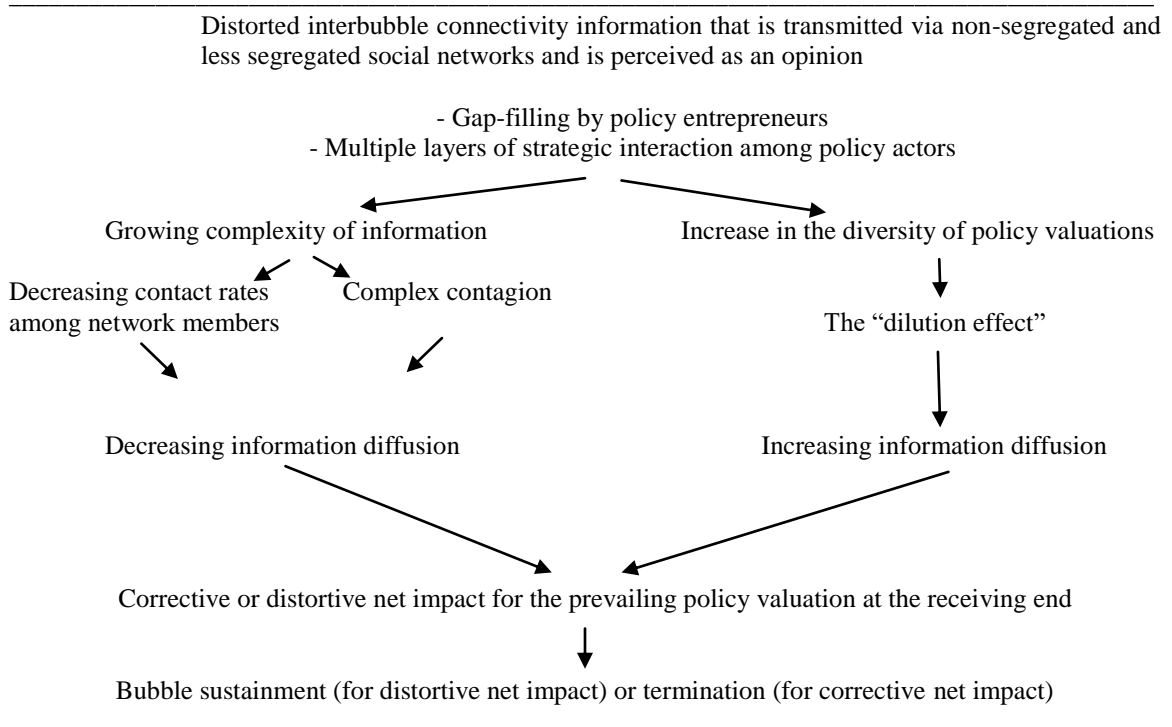 Distorted interbubble connectivity information that is transmitted via non-segregated and
less segregated social networks and is perceived as an opinion
- Gap-filling by policy entrepreneurs
- Multiple layers of strategic interaction among policy actors
Growing complexity of information
Increase in the diversity of policy valuations
Decreasing contact rates
among network members
Complex contagion
The “dilution effect”
Decreasing information diffusion
Increasing information diffusion
Corrective or distortive net impact for the prevailing policy valuation at the receiving end
Bubble sustainment (for distortive net impact) or termination (for corrective net impact)